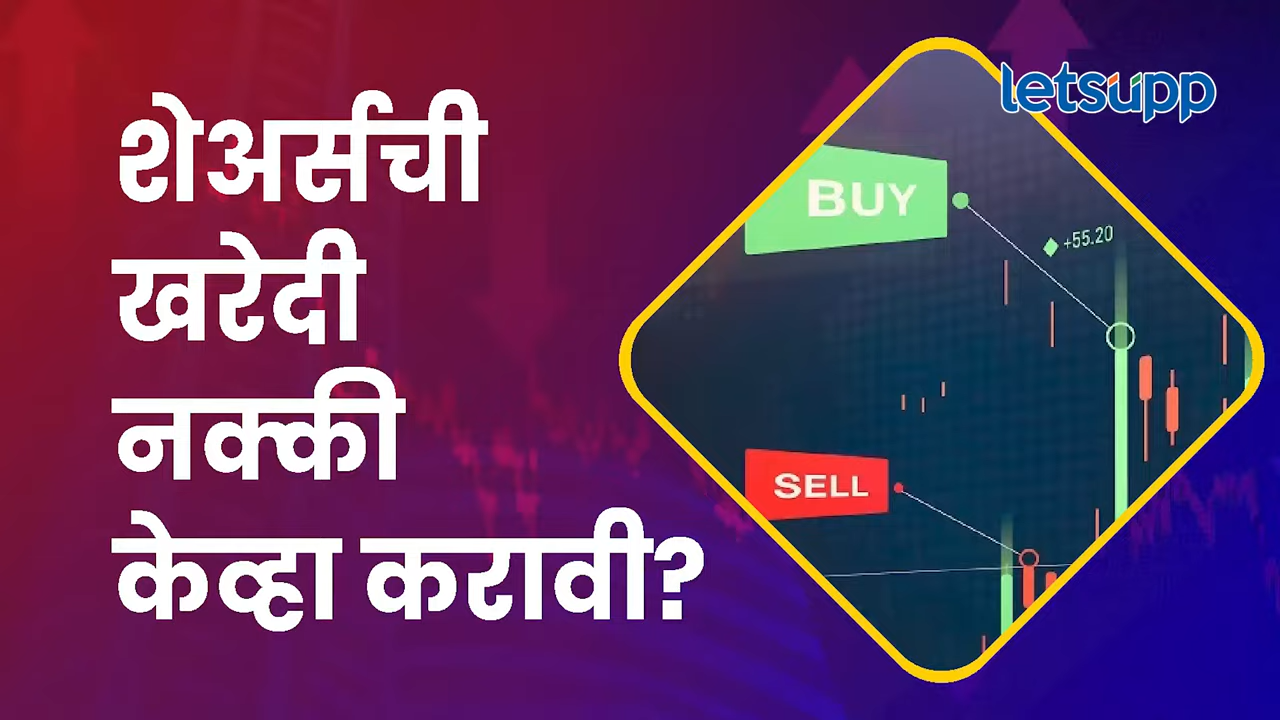 शेअर्सची
खरेदी
नक्की
केव्हा करावी?
letsupp
BUY
+55.20
SELL